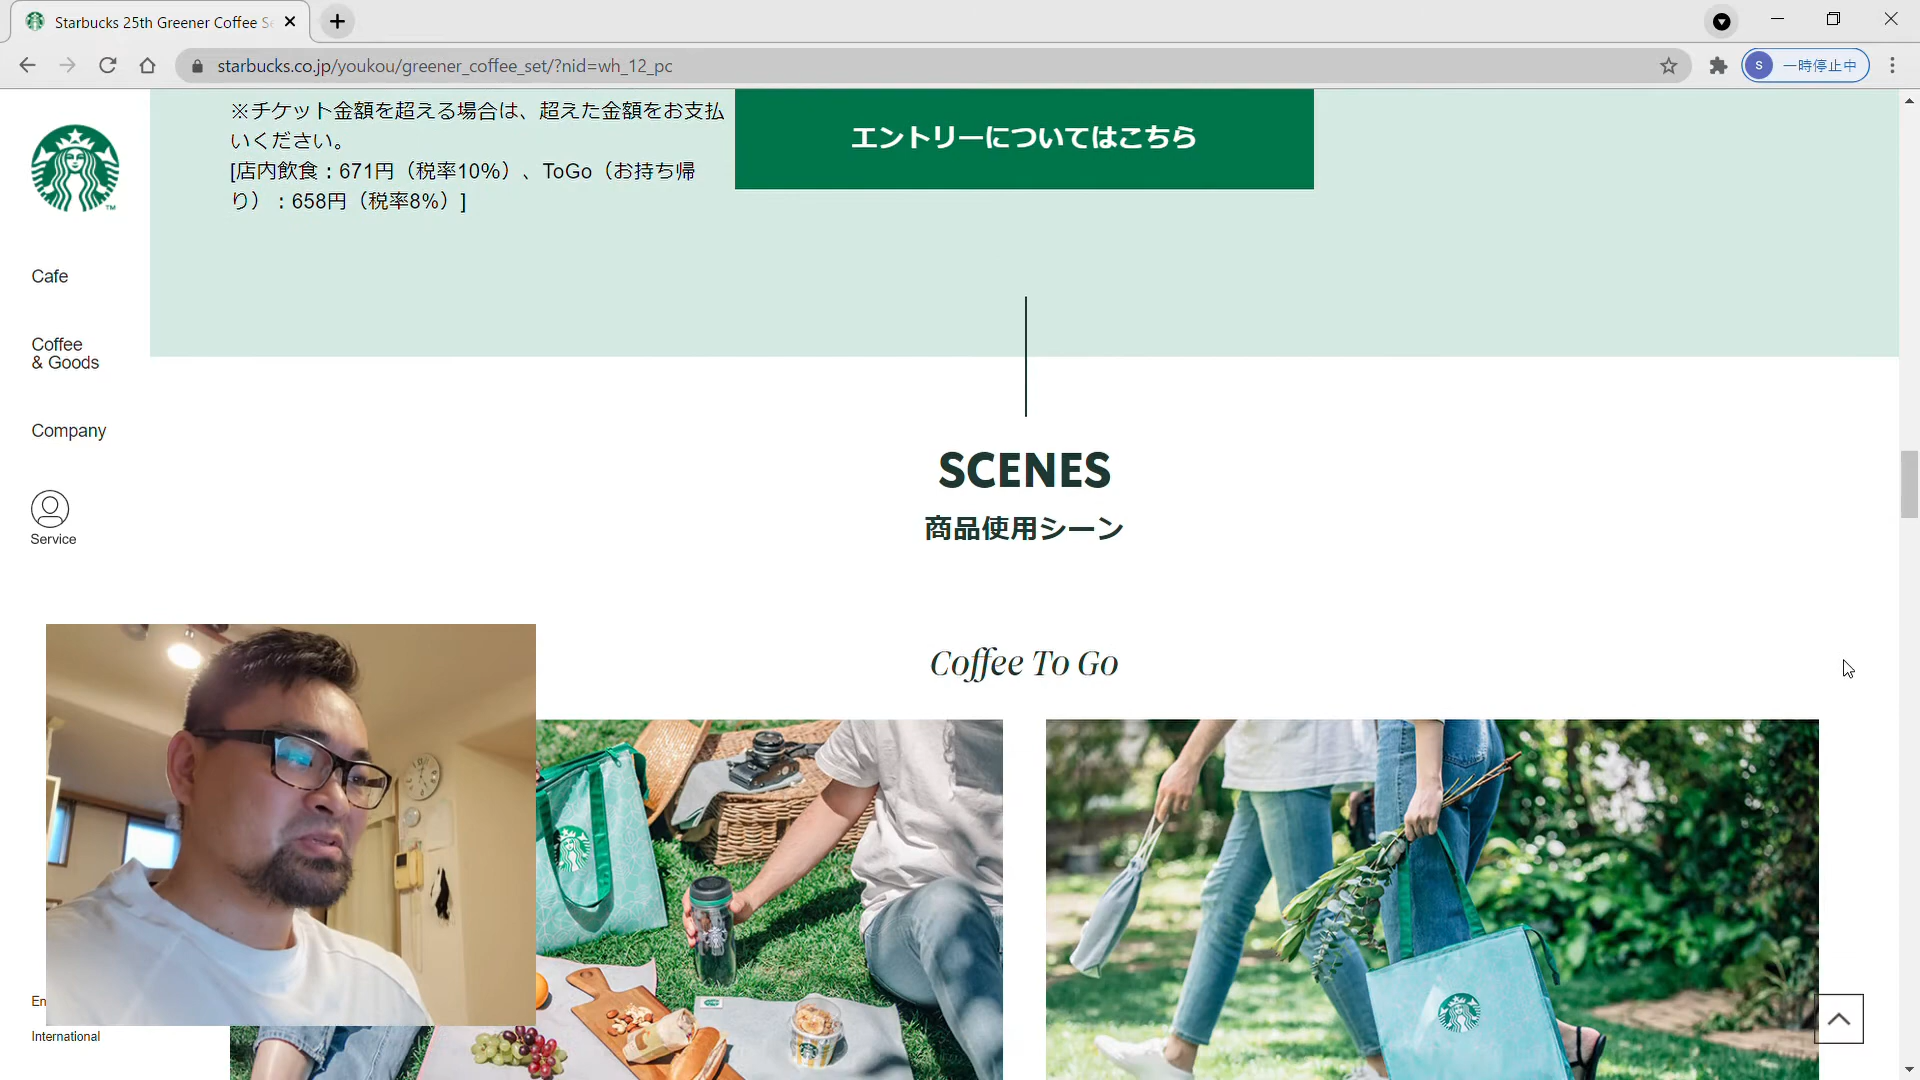 Starbucks 25th Greener Coffee Se
starbucks.co.jp/youkou/greener_coffee_set/?nid=wh_12_pc
S
一時停止中
※チケット金額を超える場合は、超えた金額をお支払
いください。
[店内飲食：671円（税率10%）、ToGo（お持ち帰
り）：658円（税率8%）]
エントリーについてはこちら
TM
Cafe
Coffee
& Goods
Company
Service
SCENES
商品使用シーン
Coffee To Go
En
International